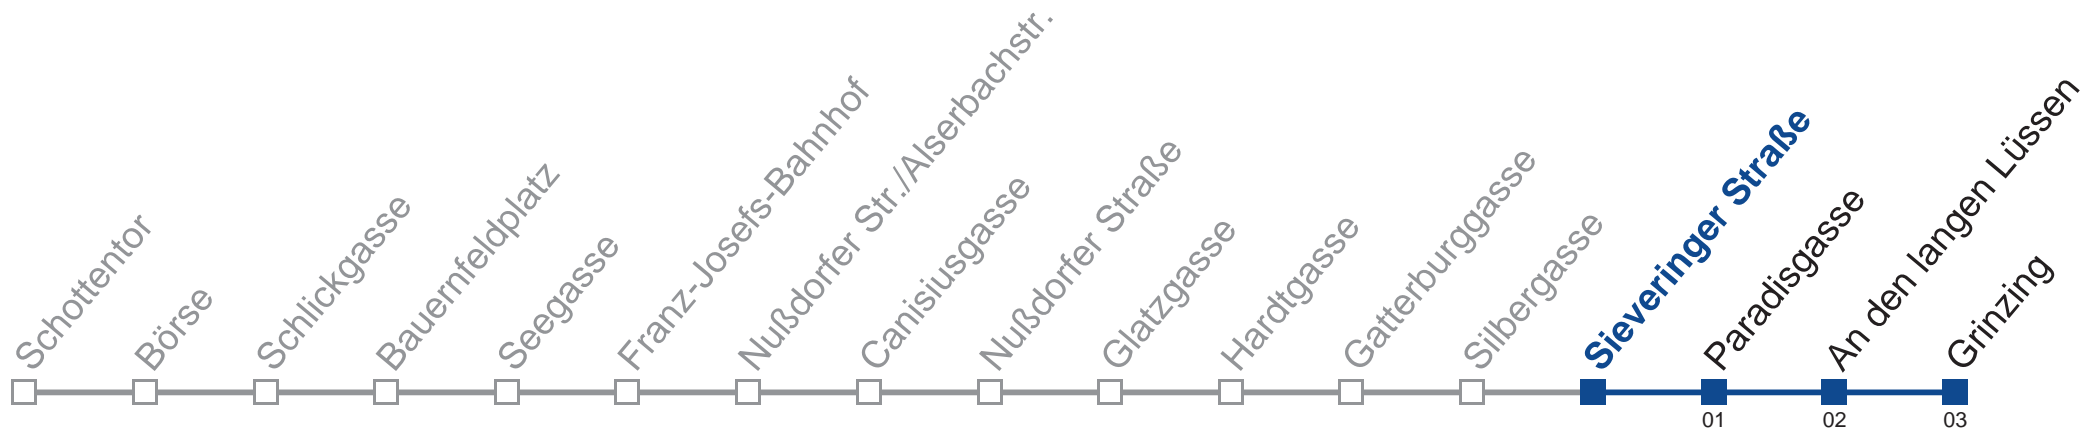 Schottentor
Börse
Schlickgasse
Bauernfeldplatz
Seegasse
Franz-Josefs-Bahnhof
Nußdorfer Str./Alserbachstr.
Canisiusgasse
Nußdorfer Straße
Glatzgasse
Hardtgasse
Gatterburggasse
Silbergasse
Sieveringer Straße
Paradisgasse
An den langen Lüssen
Grinzing
01
02
03